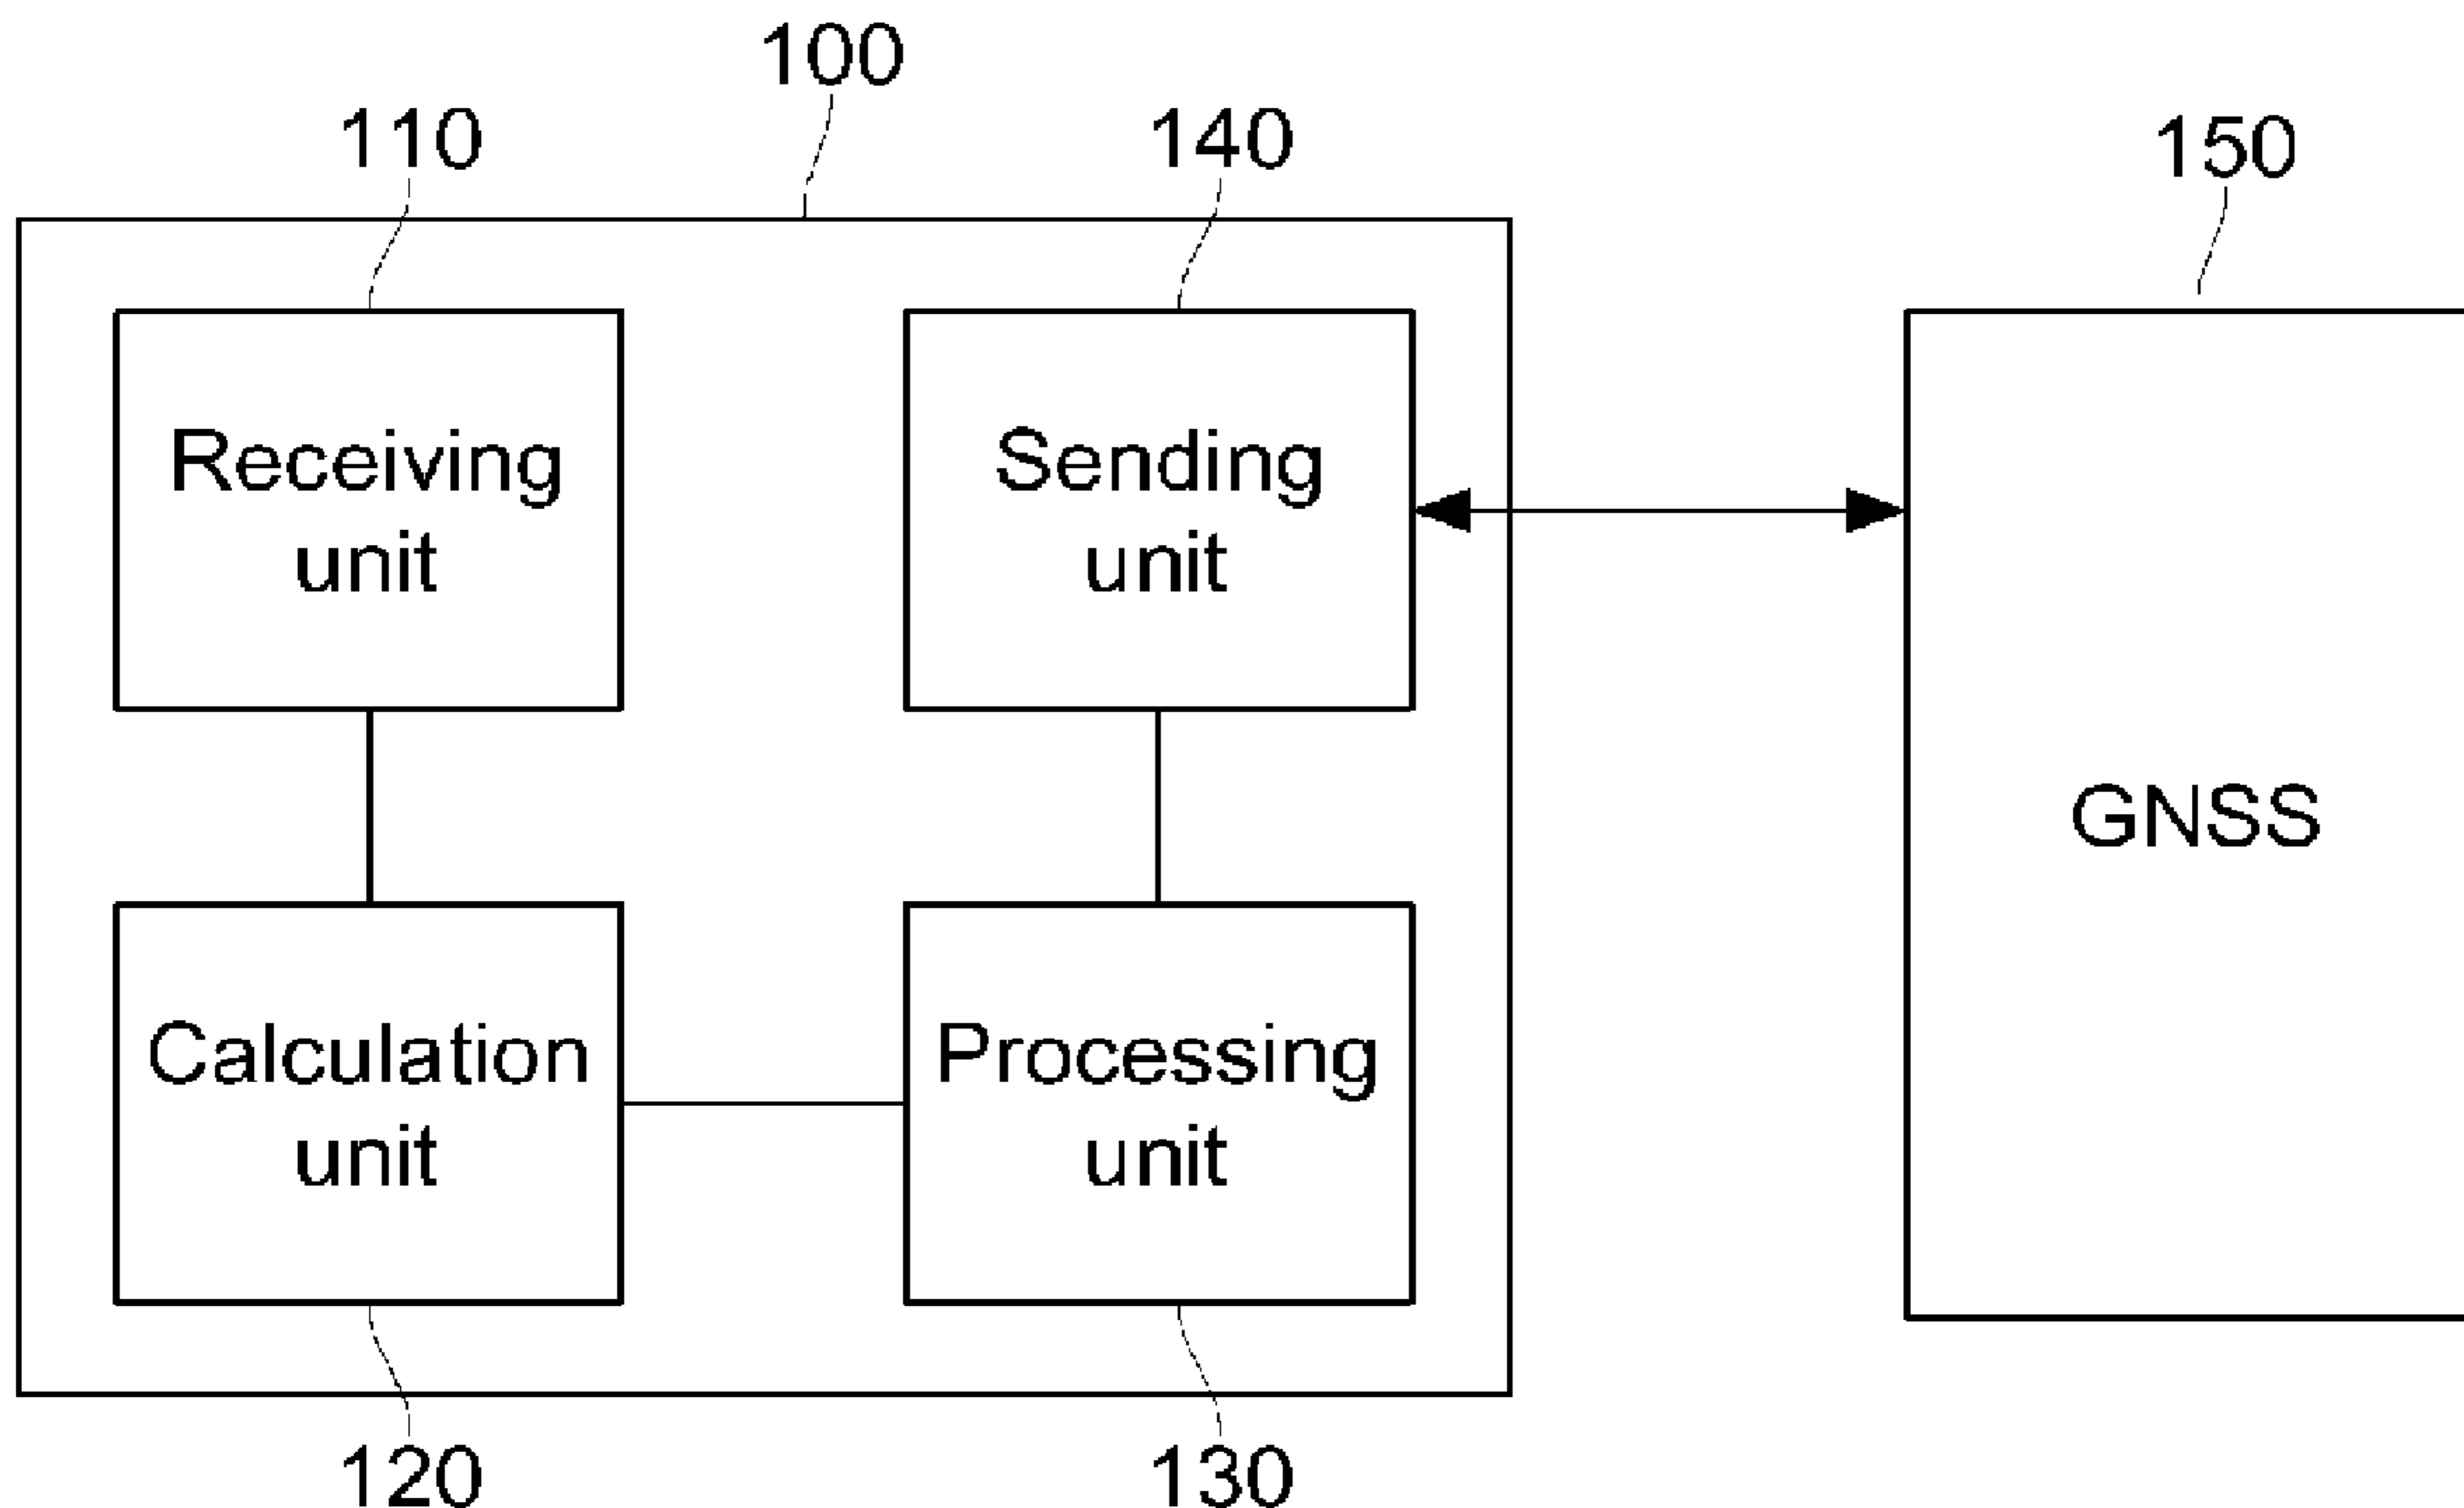 100
110
140
150
Receiving
unit
Sending
unit
GNSS
Calculation
unit
Processing
unit
120
130